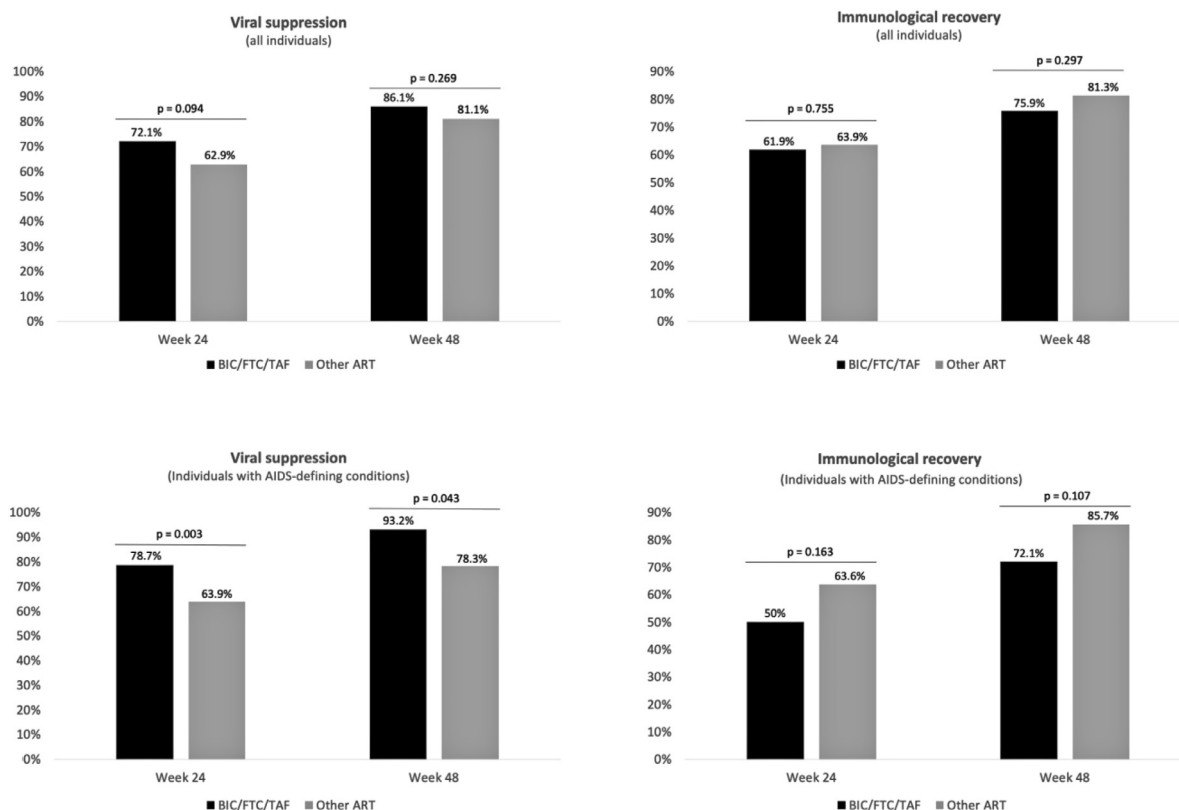 Viral suppression
(all individuals)
100%
90%
80%
70%
60%
50%
40%
30%
20%
10%
0%
p = 0.094
72.1%
62.9%
p = 0.269
86.1%
81.1%
Week 24
Week 48
BIC/FTC/TAF
Other ART
Immunological recovery
(all individuals)
90%
80%
70%
60%
50%
40%
30%
20%
10%
0%
p = 0.755
61.9%
63.9%
p = 0.297
75.9%
81.3%
Week 24
Week 48
BIC/FTC/TAF
Other ART
Viral suppression
(Individuals with AIDS-defining conditions)
100%
90%
80%
70%
60%
50%
40%
30%
20%
10%
0%
p = 0.003
78.7%
63.9%
p = 0.043
93.2%
78.3%
Week 24
Week 48
BIC/FTC/TAF
Other ART
Immunological recovery
(Individuals with AIDS-defining conditions)
90%
80%
70%
60%
50%
40%
30%
20%
10%
0%
p = 0.163
50%
63.6%
p = 0.107
72.1%
85.7%
Week 24
Week 48
BIC/FTC/TAF
Other ART